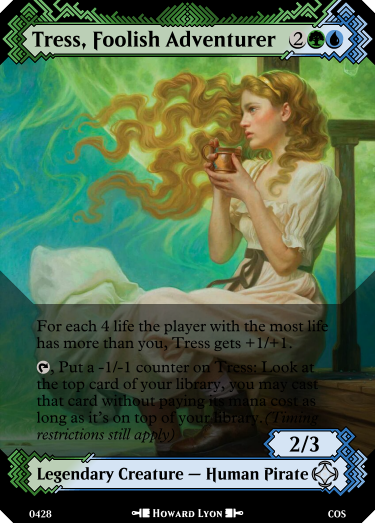 Tress, Foolish Adventurer 2
For each 4 life the player with the most life
has more than you, Tress gets +1/+1.
, Put a -1/-1 counter on Tress: Look at
the top card of your library, you may cast
that card without paying its mana cost as
long as it's on top of your library. (Timing
restrictions still apply)
2/3
Legendary Creature — Human Pirate
0428 Howard Lyon COS